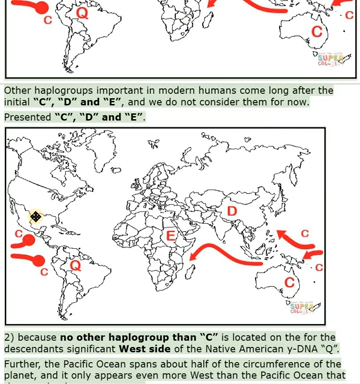 C
Q
C
C
Other haplogroups important in modern humans come long after the
initial “C”, “D” and “E”, and we do not consider them for now.
Presented “C”, “D” and “E”.
D
E
C
C
Q
C
C
C
2) because no other haplogroup than “C” is located on the for the
descendants significant West side of the Native American y-DNA “Q”.
Further, the Pacific Ocean spans about half of the circumference of the
planet, and it only appears even more West than the Pacific Ocean that